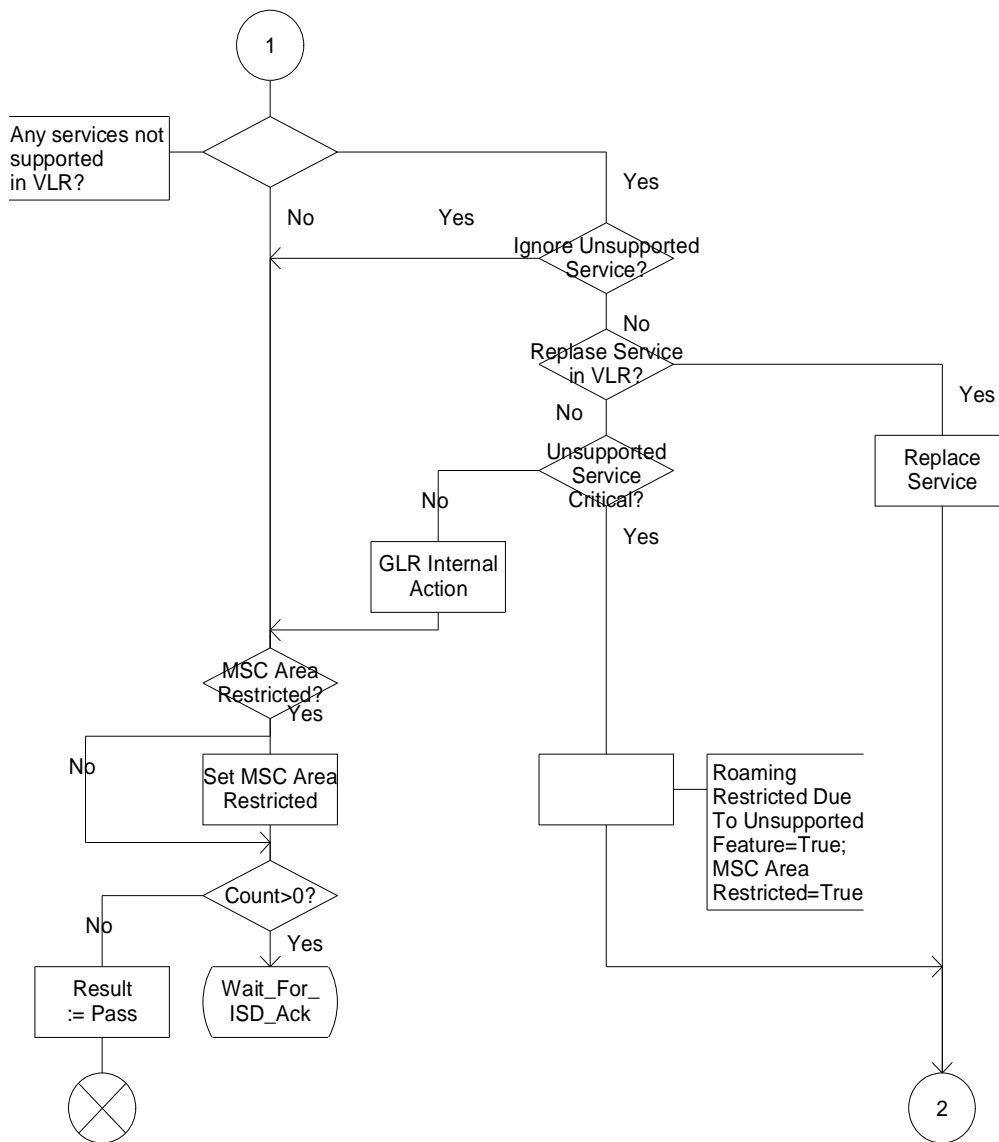 1
Any services not
supported
in VLR?
Yes
No
Yes
Ignore Unsupported
Service?
No
Replase Service
in VLR?
Yes
No
Unsupported
Service
Critical?
Replace
Service
No
Yes
GLR Internal
Action
MSC Area
Restricted?
Yes
No
Set MSC Area
Restricted
Roaming
Restricted Due
To Unsupported
Feature=True;
MSC Area
Restricted=True
Count>0?
No
Yes
Result
:= Pass
Wait_For_
ISD_Ack
2